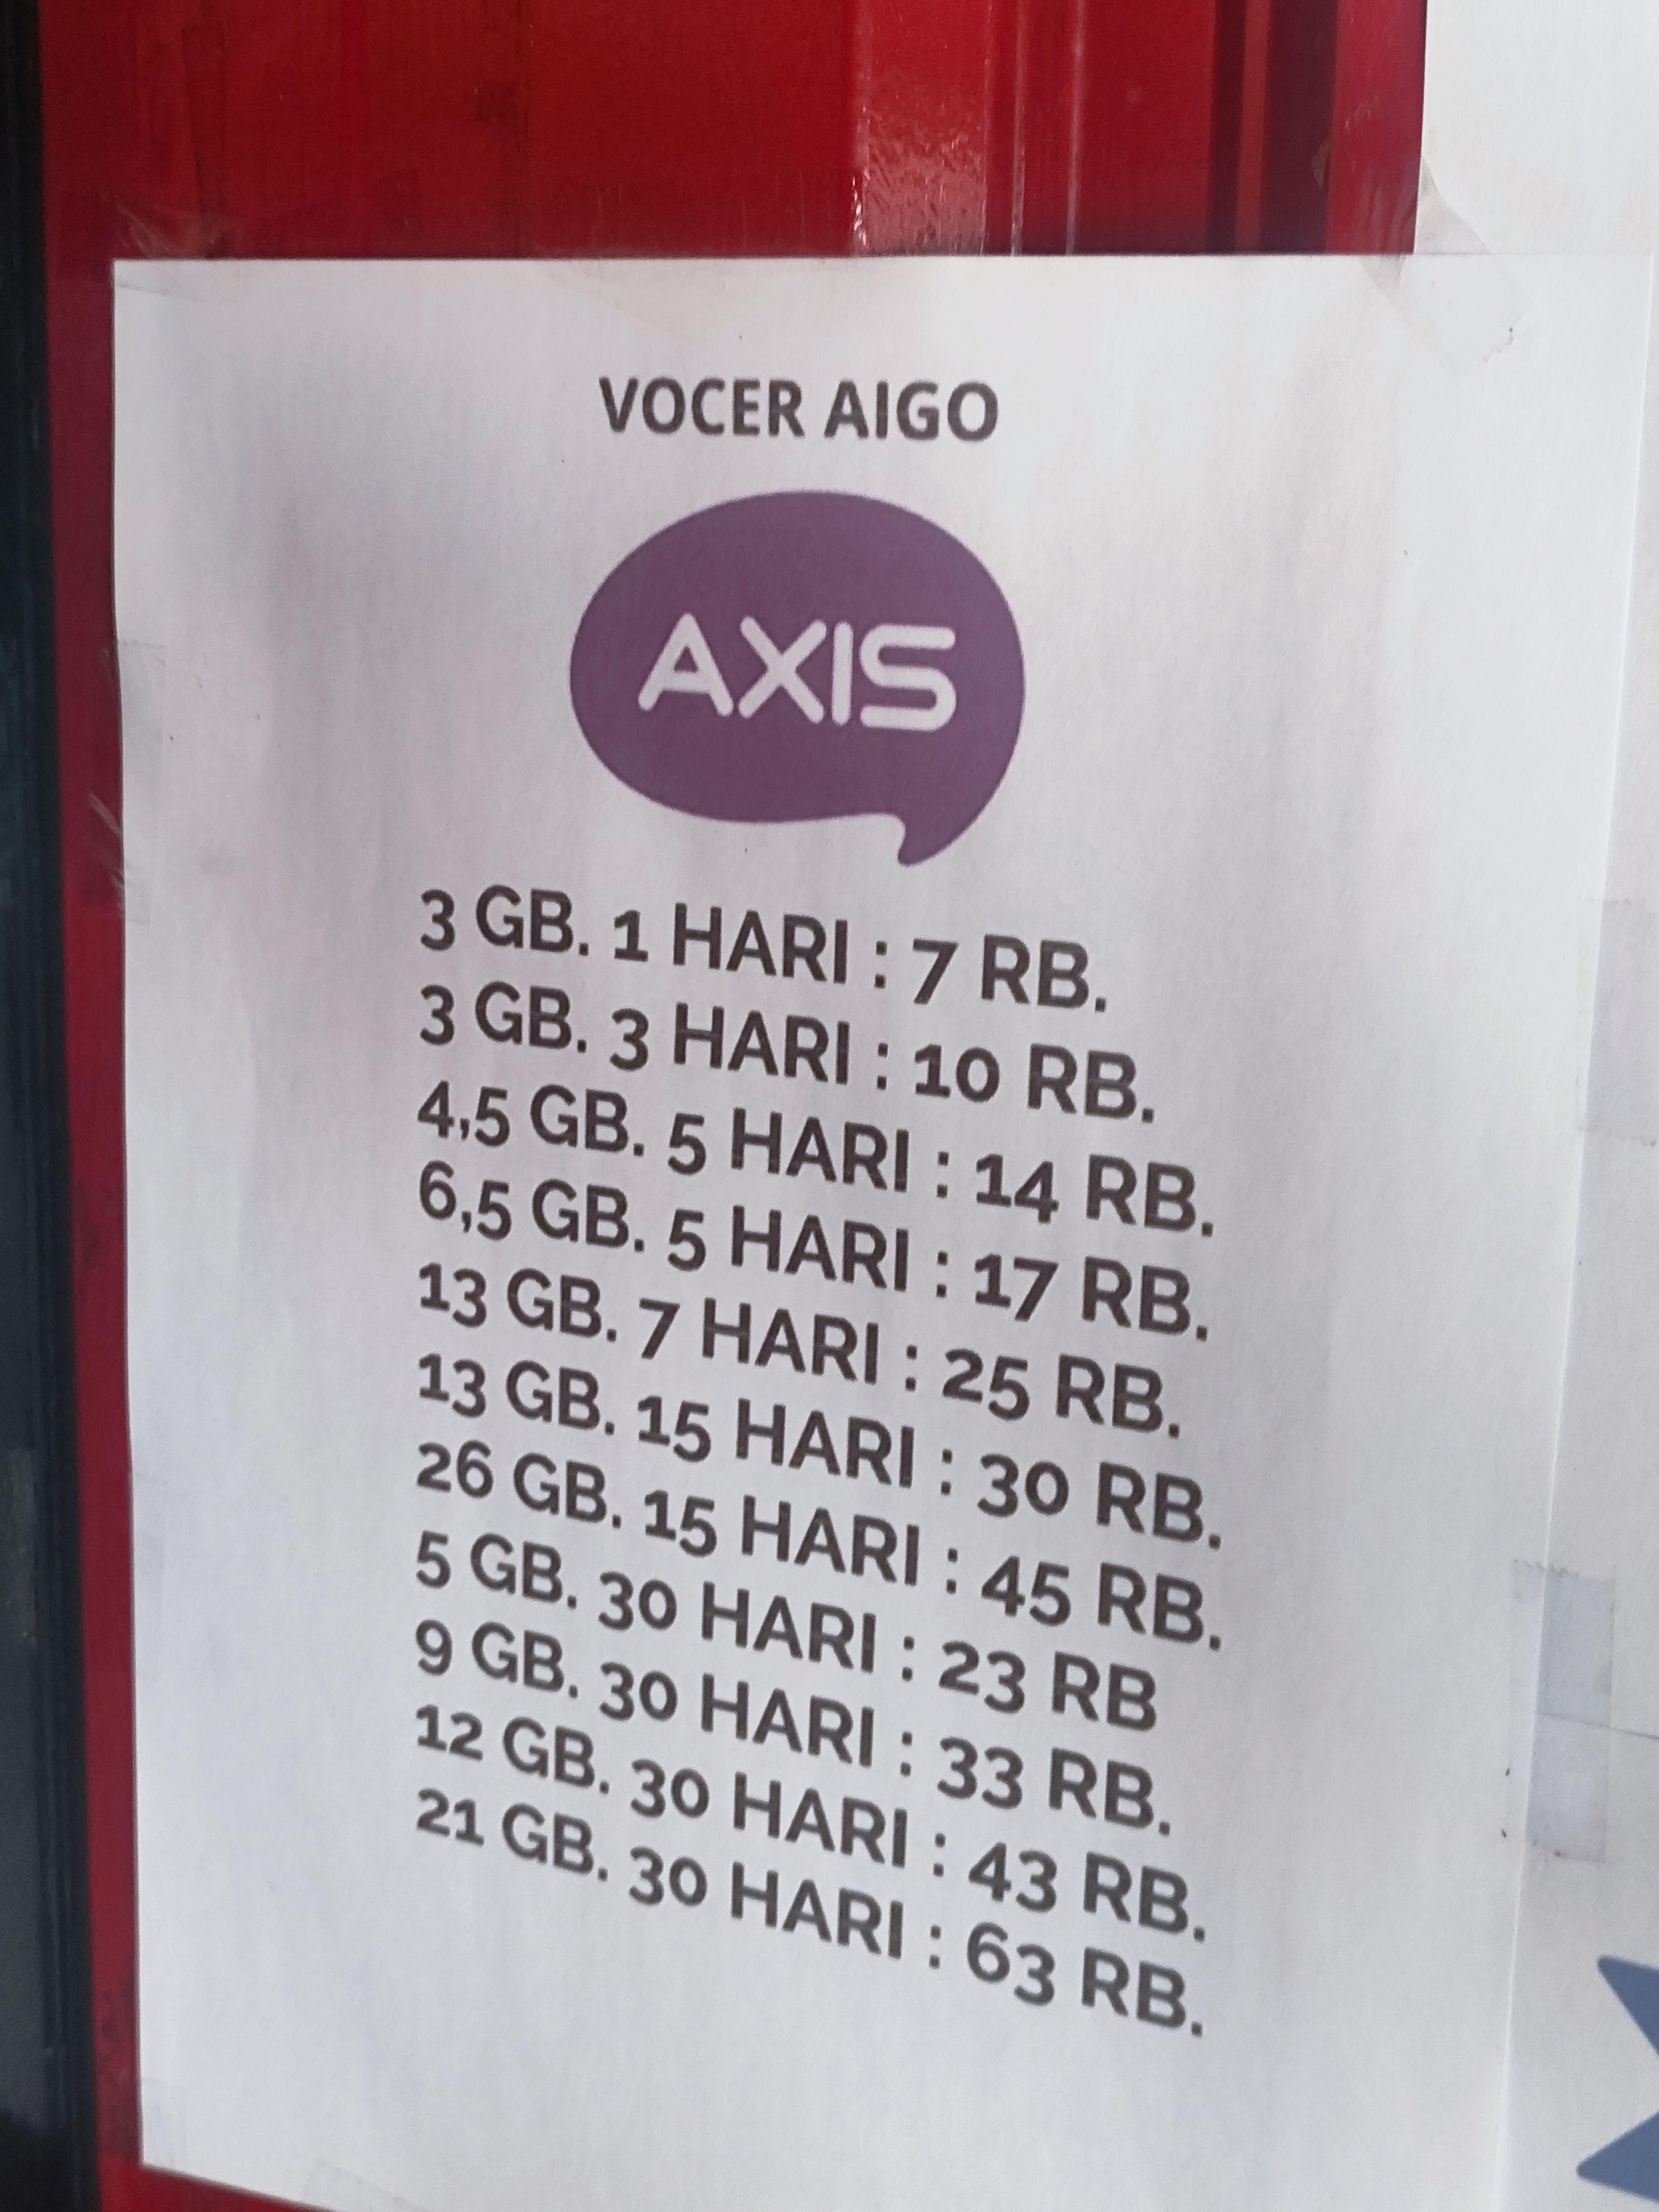 VOCER AIGO
AXIS
3 GB. 1 HARI : 7 RB.
3 GB. 3 HARI : 10 RB.
4,5 GB. 5 HARI : 14 RB.
6,5 GB. 5 HARI : 17 RB.
13 GB. 7 HARI : 25 RB.
13 GB. 15 HARI : 30 RB.
26 GB. 15 HARI : 45 RB.
5 GB. 30 HARI : 23 RB
9 GB. 30 HARI : 33 RB.
12 GB. 30 HARI : 43 RB.
21 GB. 30 HARI : 63 RB.